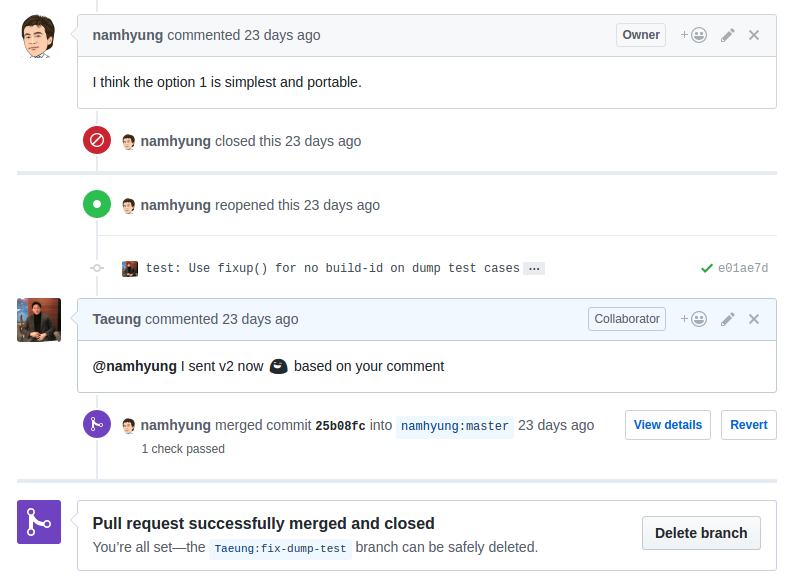 namhyung commented 23 days ago Owner
I think the option 1 is simplest and portable.
namhyung closed this 23 days ago
namhyung reopened this 23 days ago
test: Use fixup() for no build-id on dump test cases … e01ae7d
Taeung commented 23 days ago Collaborator
@namhyung I sent v2 now based on your comment
namhyung merged commit 25b08fc into namhyung:master 23 days ago View details Revert
1 check passed
Pull request successfully merged and closed
Delete branch
You’re all set—the Taeung:fix-dump-test branch can be safely deleted.